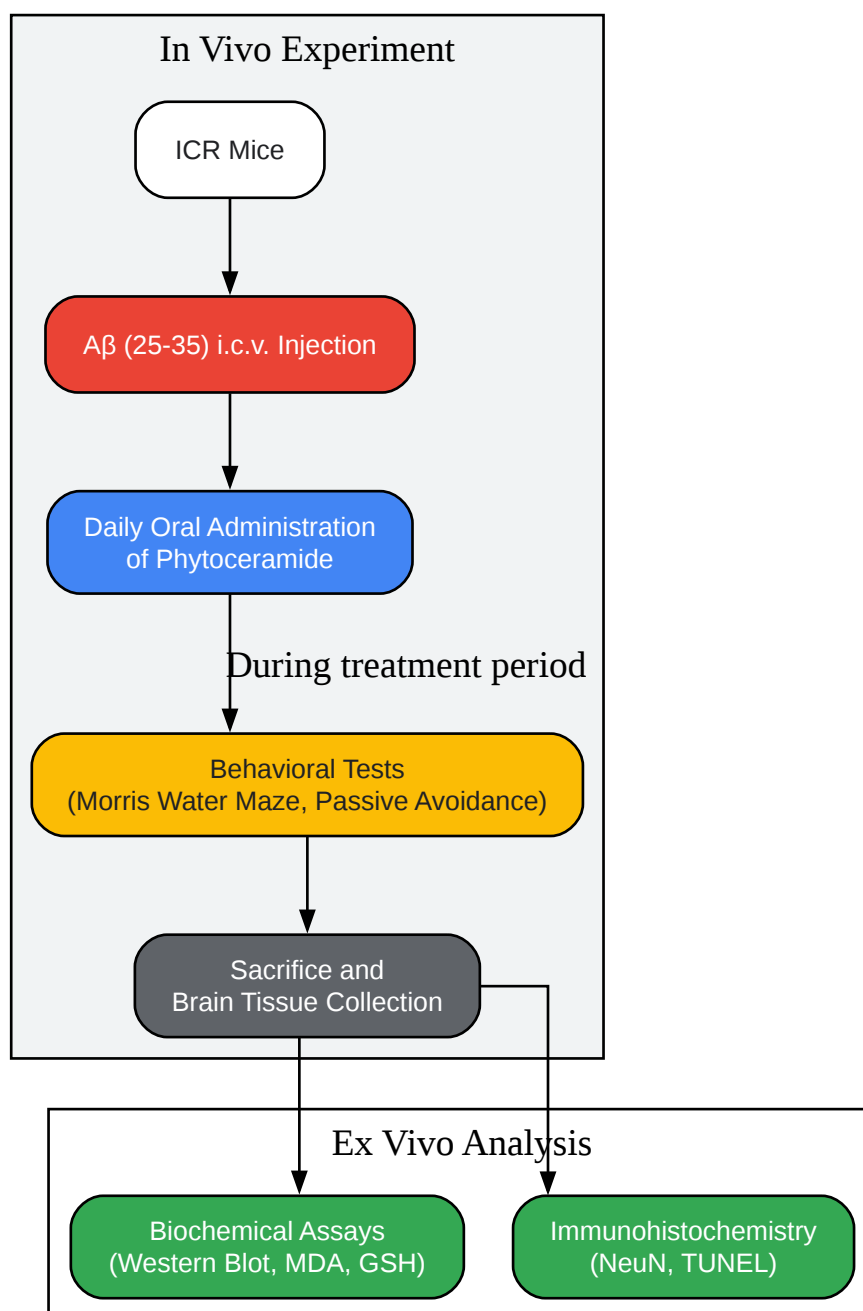 In Vivo Experiment
ICR Mice
Aβ (25-35) i.c.v. Injection
Daily Oral Administration
of Phytoceramide
During treatment period
Behavioral Tests
(Morris Water Maze, Passive Avoidance)
Sacrifice and
Brain Tissue Collection
Ex Vivo Analysis
Biochemical Assays
(Western Blot, MDA, GSH)
Immunohistochemistry
(NeuN, TUNEL)